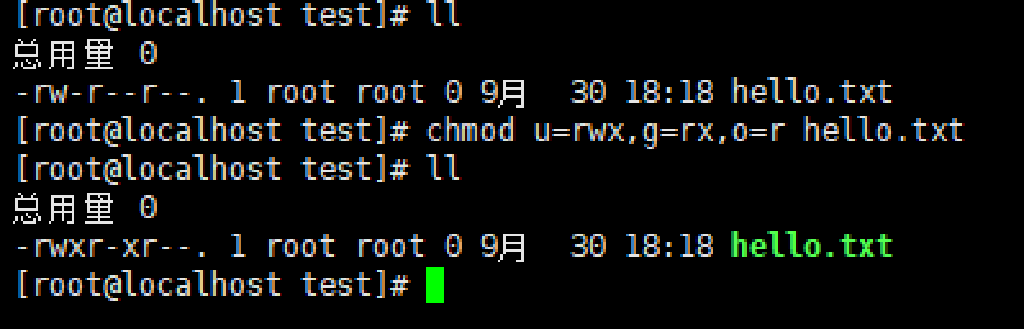 [root@localhost test]# ll
总用量 0
-rw-r--r--. 1 root root 0 9月  30 18:18 hello.txt
[root@localhost test]# chmod u=rwx,g=rx,o=r hello.txt
[root@localhost test]# ll
总用量 0
-rwxr-xr--. 1 root root 0 9月  30 18:18 hello.txt
[root@localhost test]#